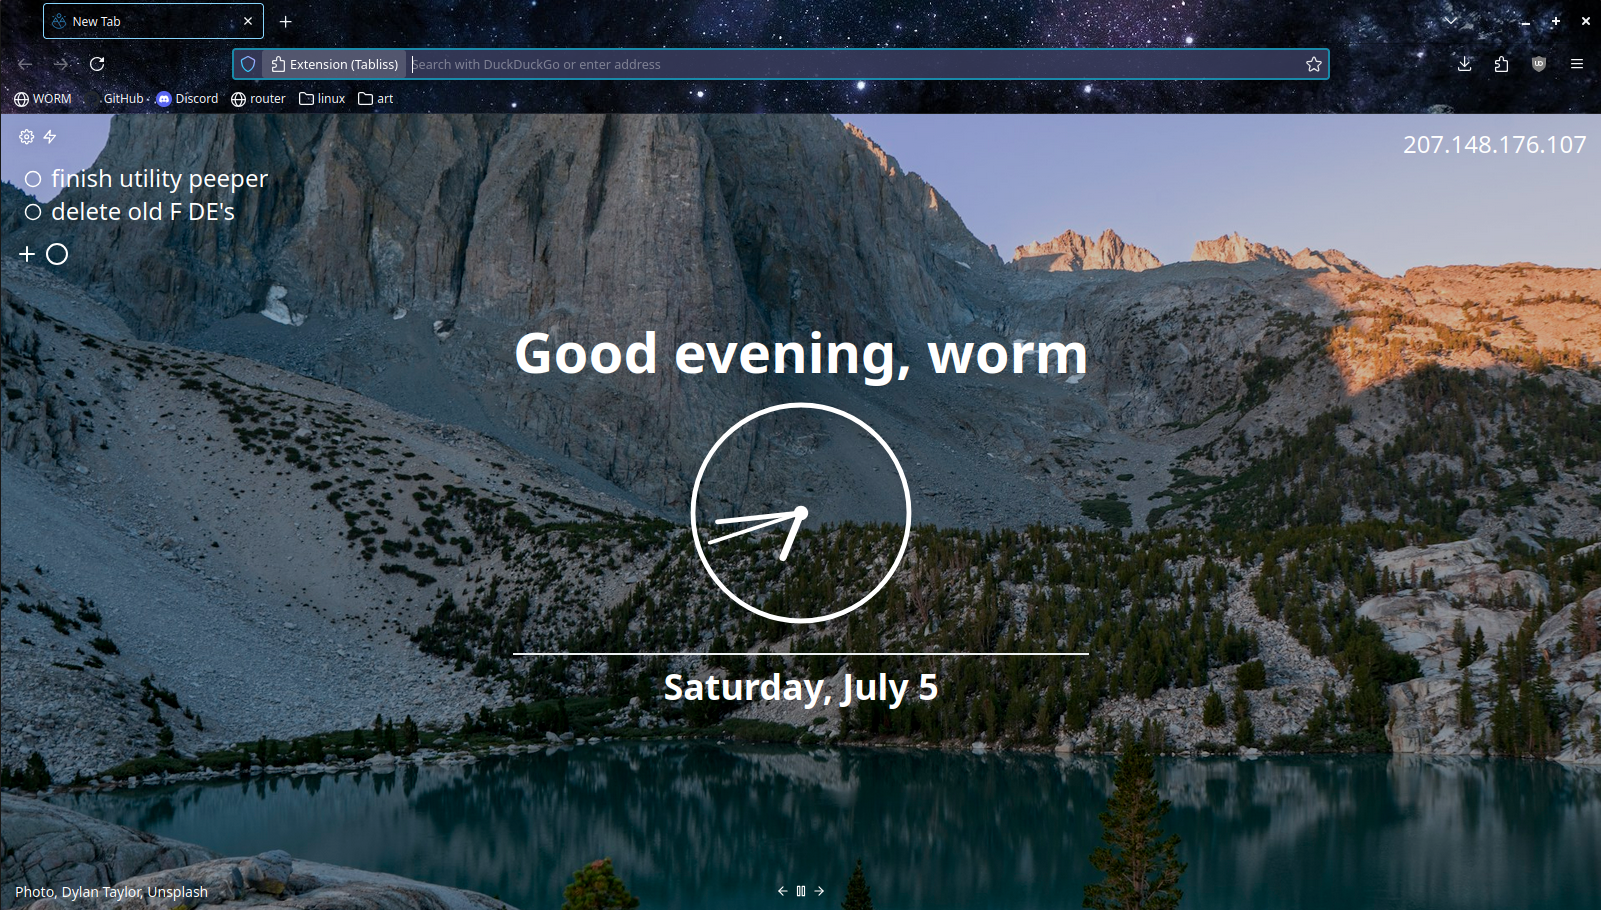 New Tab
Extension (Tabliss)
Search with DuckDuckGo or enter address
WORM
GitHub
Discord
router
linux
art
207.148.176.107
finish utility peeper
delete old F DE's
Good evening, worm
Saturday, July 5
Photo, Dylan Taylor, Unsplash